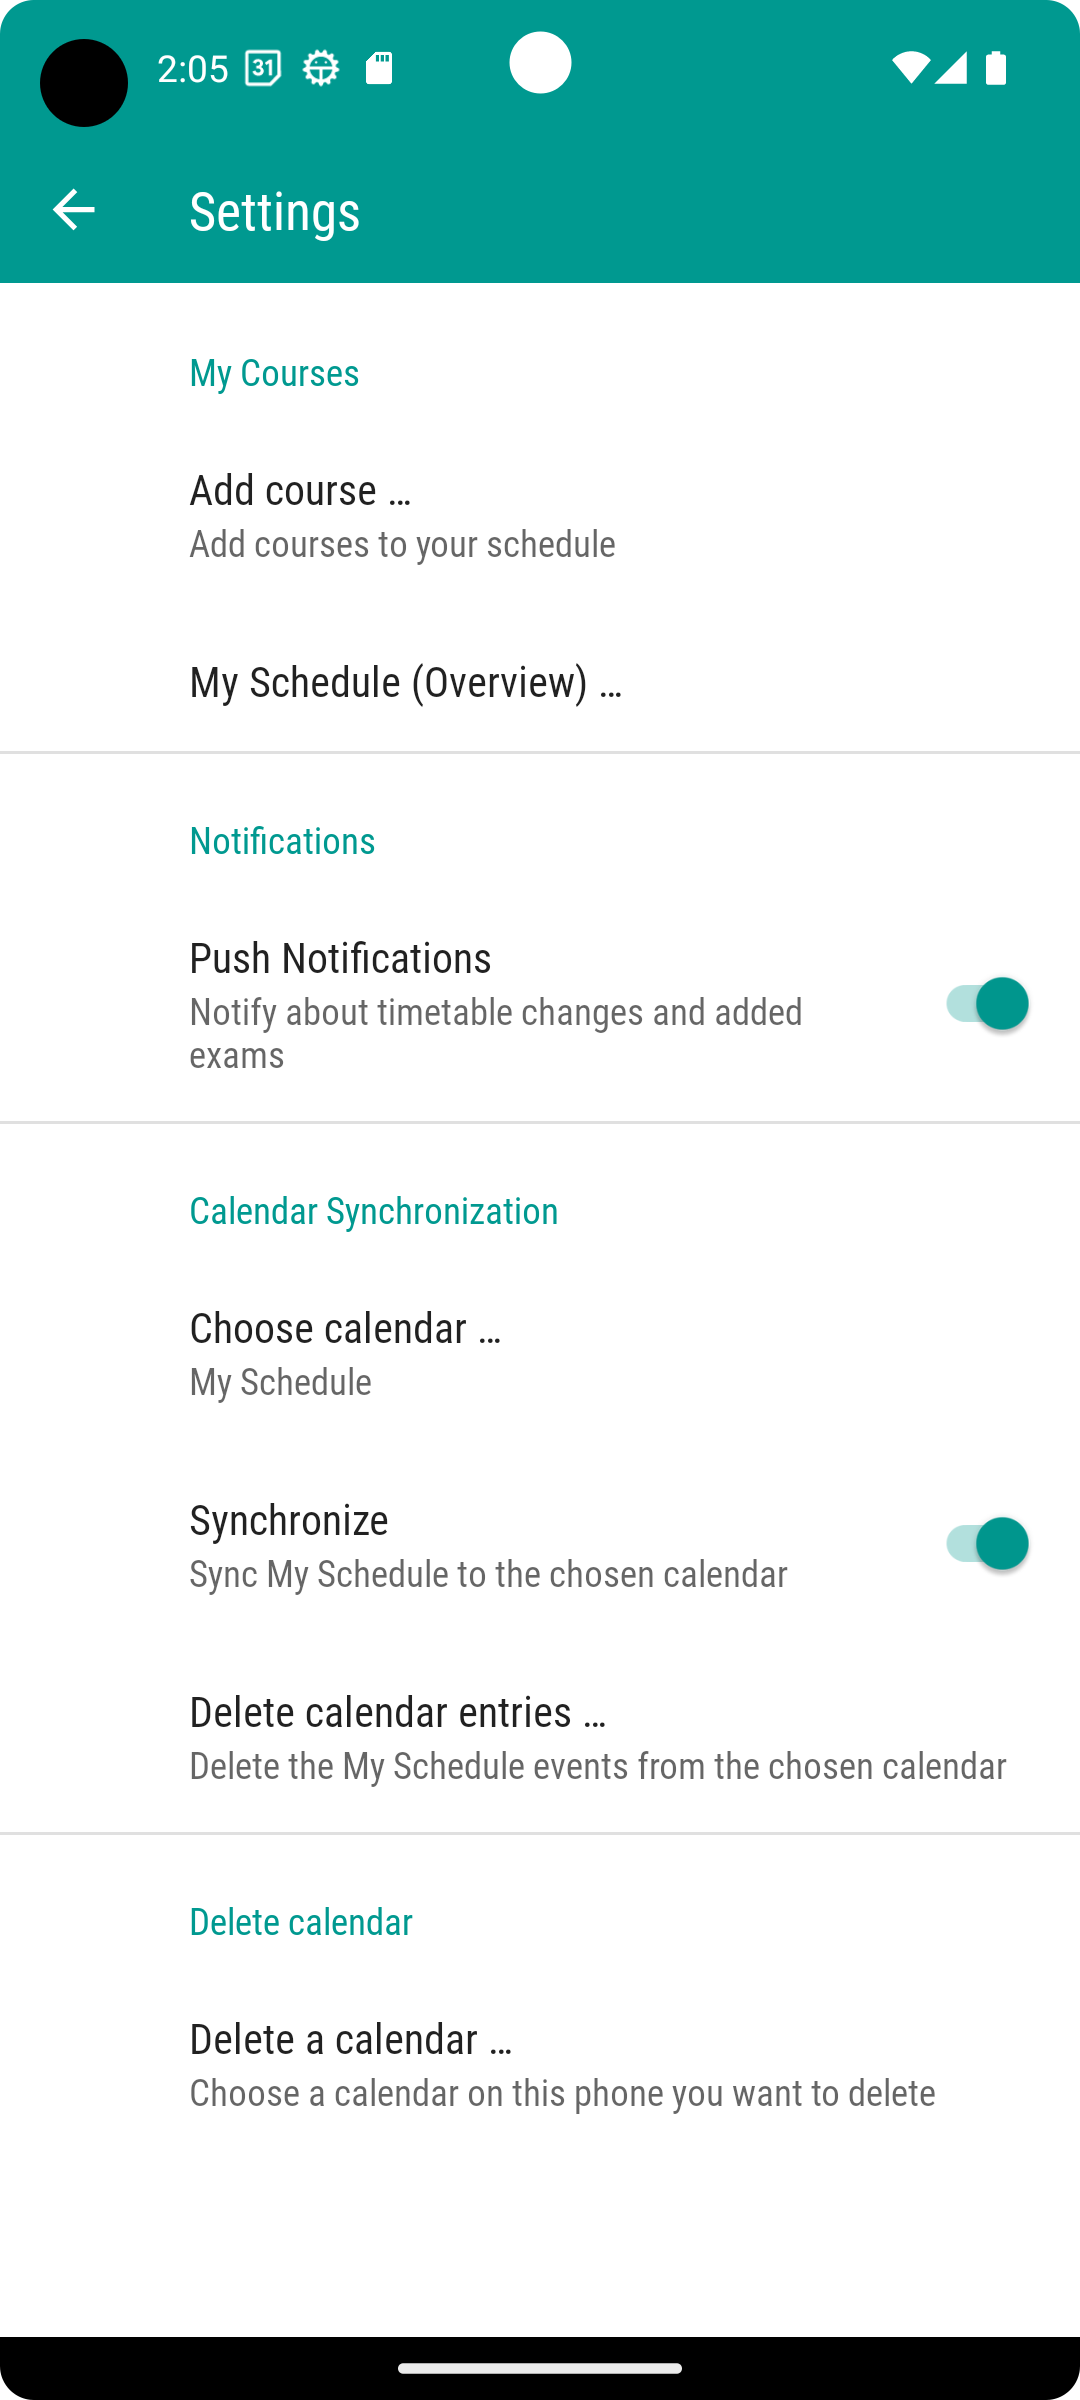 2:05 31
Settings
My Courses
Add course …
Add courses to your schedule
My Schedule (Overview) …
Notifications
Push Notifications
Notify about timetable changes and added
exams
Calendar Synchronization
Choose calendar …
My Schedule
Synchronize
Sync My Schedule to the chosen calendar
Delete calendar entries …
Delete the My Schedule events from the chosen calendar
Delete calendar
Delete a calendar …
Choose a calendar on this phone you want to delete